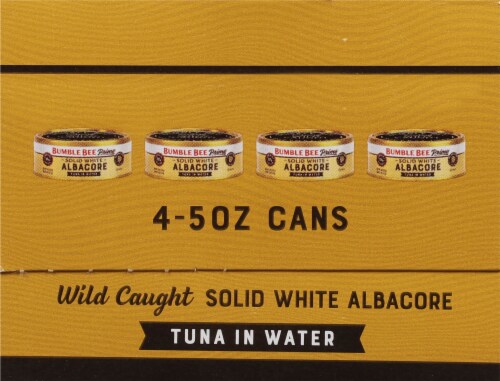 BUMBLE BEE Prime BUMBLE BEE Prime BUMBLE BEE Prime BUMBLE BEE Prime
SOLID WHITE SOLID WHITE SOLID WHITE SOLID WHITE
ALBACORE ALBACORE ALBACORE ALBACORE
TUNA IN WATER TUNA IN WATER TUNA IN WATER TUNA IN WATER
4-5OZ CANS
Wild Caught SOLID WHITE ALBACORE
TUNA IN WATER